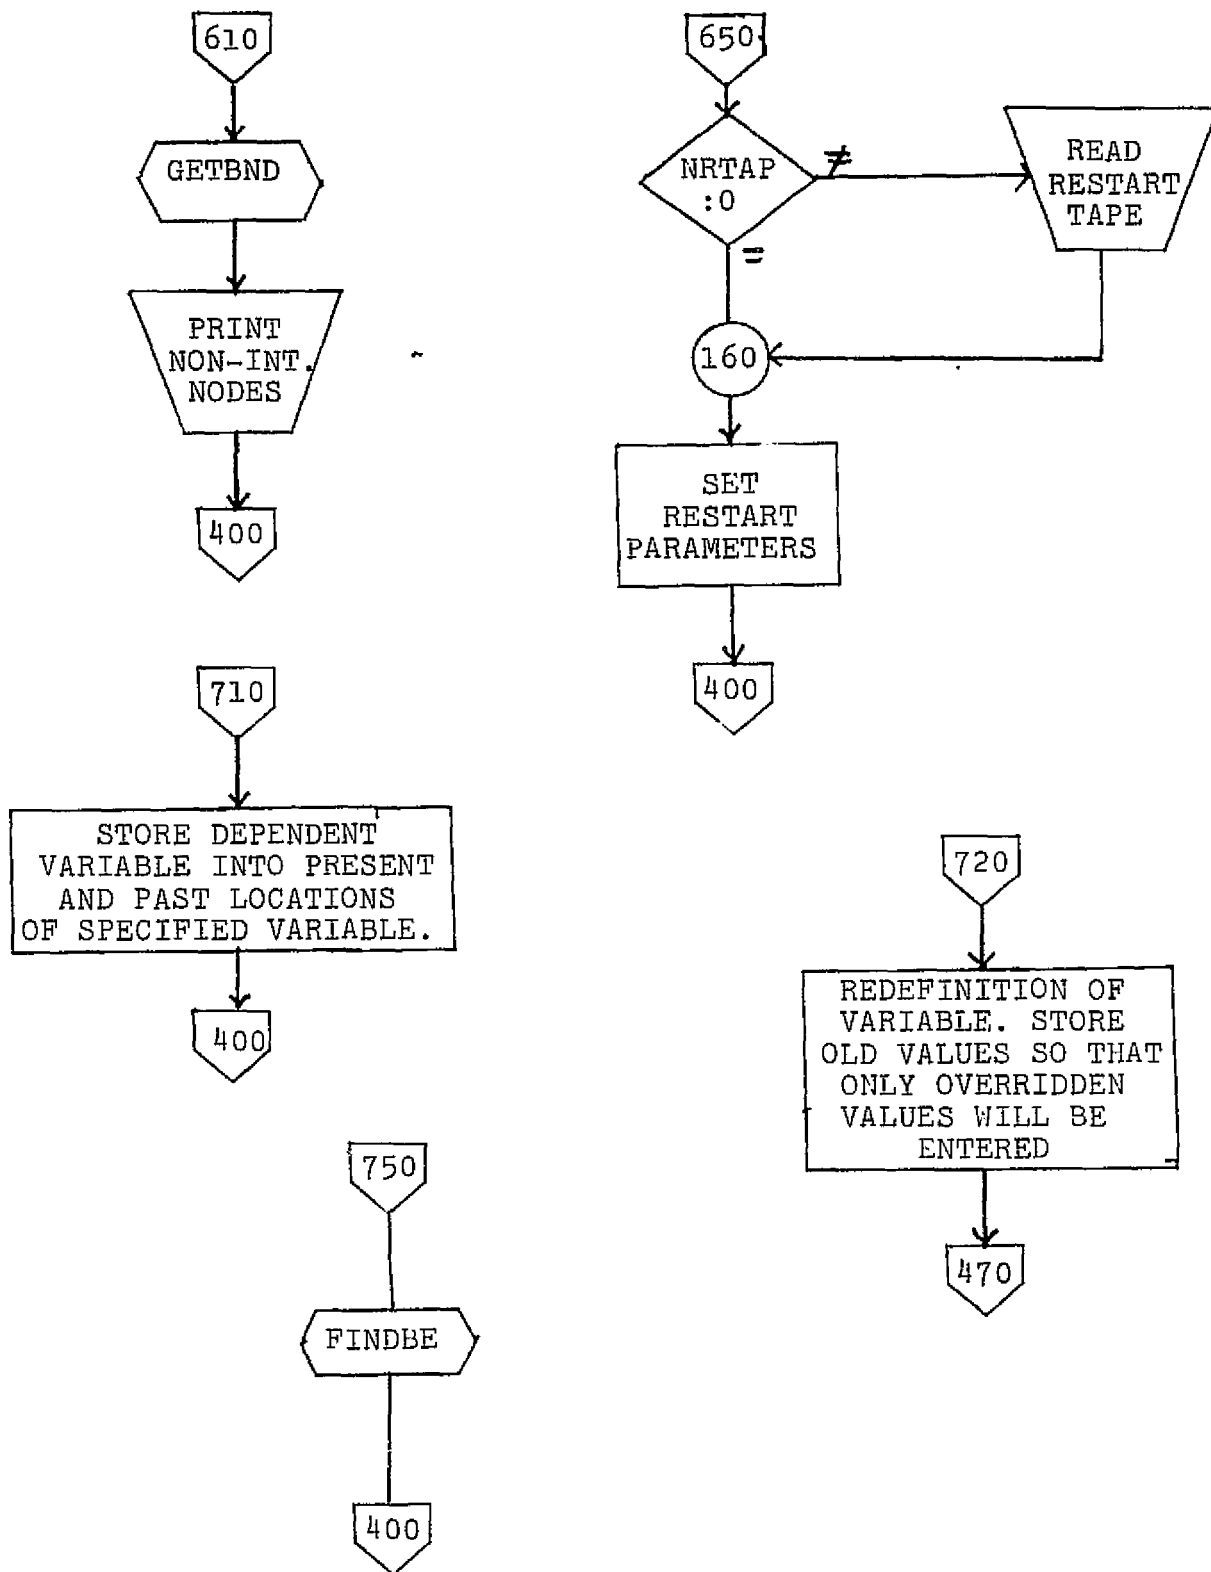 610
GETBND
PRINT
NON-INT.
NODES
400
650
NRTAP
:0
≠
=
READ
RESTART
TAPE
160
SET
RESTART
PARAMETERS
400
710
STORE DEPENDENT
VARIABLE INTO PRESENT
AND PAST LOCATIONS
OF SPECIFIED VARIABLE.
400
720
REDEFINITION OF
VARIABLE. STORE
OLD VALUES SO THAT
ONLY OVERRIDDEN
VALUES WILL BE
ENTERED
470
750
FINDBE
400